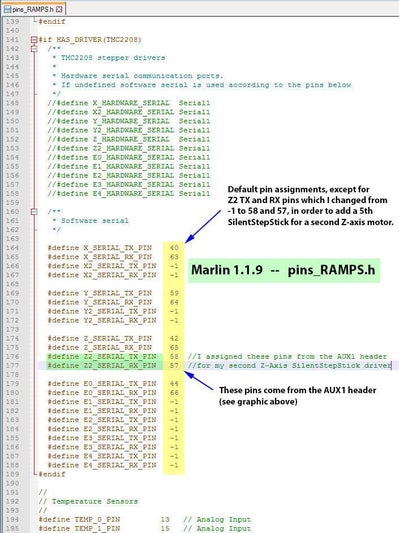 pins_RAMPS.h
139 #endif
140
141 #if HAS_DRIVER(TMC2208)
142 /**
143 * TMC2208 stepper drivers
144 *
145 * Hardware serial communication ports.
146 * If undefined software serial is used according to the pins below
147 */
148 //#define X_HARDWARE_SERIAL Serial1
149 //#define X2_HARDWARE_SERIAL Serial1
150 //#define Y_HARDWARE_SERIAL Serial1
151 //#define Y2_HARDWARE_SERIAL Serial1
152 //#define Z_HARDWARE_SERIAL Serial1
153 //#define Z2_HARDWARE_SERIAL Serial1
154 //#define E0_HARDWARE_SERIAL Serial1
155 //#define E1_HARDWARE_SERIAL Serial1
156 //#define E2_HARDWARE_SERIAL Serial1
157 //#define E3_HARDWARE_SERIAL Serial1
158 //#define E4_HARDWARE_SERIAL Serial1
159
160 /**
161 * Software serial
162 */
163
164 #define X_SERIAL_TX_PIN 40
165 #define X_SERIAL_RX_PIN 63
166 #define X2_SERIAL_TX_PIN -1
167 #define X2_SERIAL_RX_PIN -1
168
169 #define Y_SERIAL_TX_PIN 59
170 #define Y_SERIAL_RX_PIN 64
171 #define Y2_SERIAL_TX_PIN -1
172 #define Y2_SERIAL_RX_PIN -1
173
174 #define Z_SERIAL_TX_PIN 42
175 #define Z_SERIAL_RX_PIN 65
176 #define Z2_SERIAL_TX_PIN 58 //I assigned these pins from the AUX1 header
177 #define Z2_SERIAL_RX_PIN 57 //for my second Z-Axis SilentStepStick driver
178
179 #define E0_SERIAL_TX_PIN 44
180 #define E0_SERIAL_RX_PIN 66
181 #define E1_SERIAL_TX_PIN -1
182 #define E1_SERIAL_RX_PIN -1
183 #define E2_SERIAL_TX_PIN -1
184 #define E2_SERIAL_RX_PIN -1
185 #define E3_SERIAL_TX_PIN -1
186 #define E3_SERIAL_RX_PIN -1
187 #define E4_SERIAL_TX_PIN -1
188 #define E4_SERIAL_RX_PIN -1
189 #endif
190
191 //
192 // Temperature Sensors
193 //
194 #define TEMP_0_PIN 13 // Analog Input
195 #define TEMP_1_PIN 15 // Analog Input
Default pin assignments, except for
Z2 TX and RX pins which I changed from
-1 to 58 and 57, in order to add a 5th
SilentStepStick for a second Z-axis motor.
Marlin 1.1.9 -- pins_RAMPS.h
These pins come from the AUX1 header
(see graphic above)